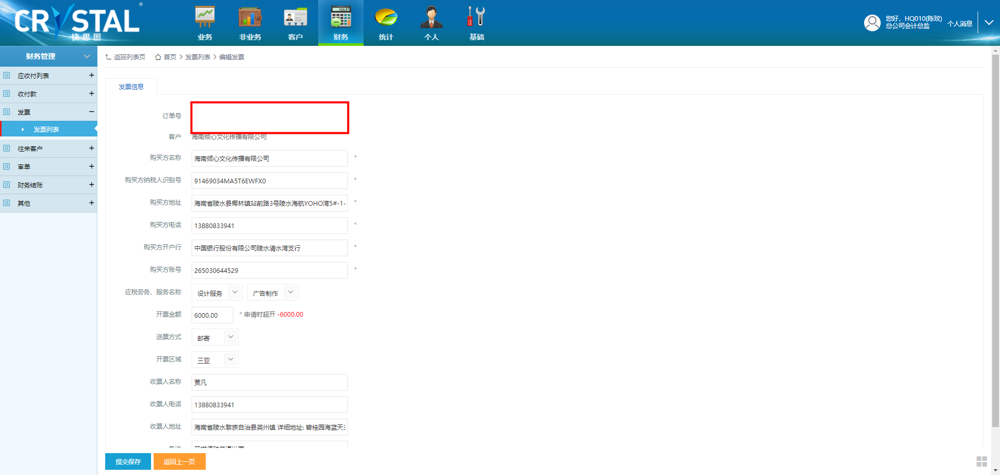 CRYSTAL
®
快思图
业务
非业务
客户
财务
统计
个人
基础
您好，HQ010(陈玟)
总公司会计总监
个人消息
财务管理
应收付列表 +
收付款 +
发票 −
发票列表
往来客户 +
审单 +
财务结账 +
其他 +
返回列表页 首页 > 发票列表 > 编辑发票
发票信息
订单号
客户 海南倾心文化传播有限公司
购买方名称 海南倾心文化传播有限公司 *
购买方纳税人识别号 91469034MA5T6EWFX0 *
购买方地址 海南省陵水县椰林镇站前路3号陵水海航YOHO湾5#-1- *
购买方电话 13880833941 *
购买方开户行 中国银行股份有限公司陵水清水湾支行 *
购买方账号 265030644529 *
应税劳务、服务名称 设计服务 广告制作
开票金额 6000.00 * 申请时超开 -6000.00
送票方式 邮寄
开票区域 三亚
收票人名称 贾凡
收票人电话 13880833941
收票人地址 海南省陵水黎族自治县英州镇 详细地址: 碧桂园海蓝天3
备注 开增值税普通发票
提交保存 返回上一页